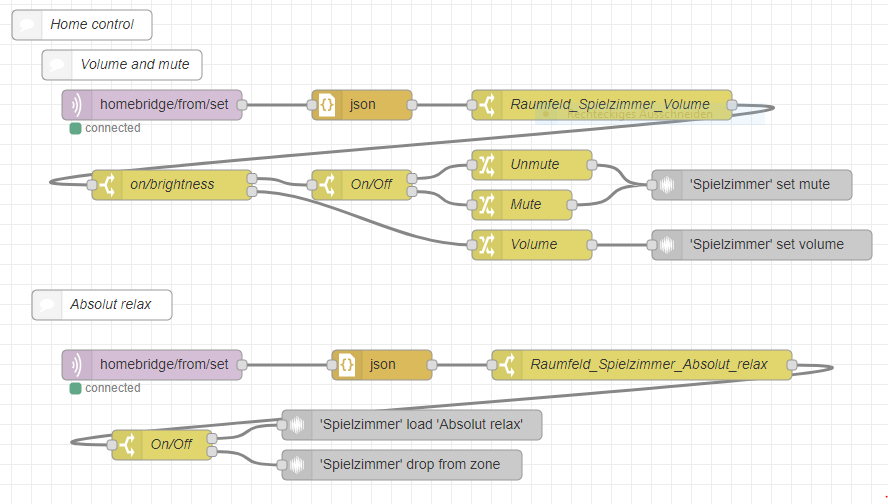 Home control
Volume and mute
homebridge/from/set
json
Raumfeld_Spielzimmer_Volume
Rechteckiges Ausschneiden
connected
on/brightness
On/Off
Unmute
Mute
Volume
'Spielzimmer' set mute
'Spielzimmer' set volume
Absolut relax
homebridge/from/set
json
Raumfeld_Spielzimmer_Absolut_relax
connected
On/Off
'Spielzimmer' load 'Absolut relax'
'Spielzimmer' drop from zone